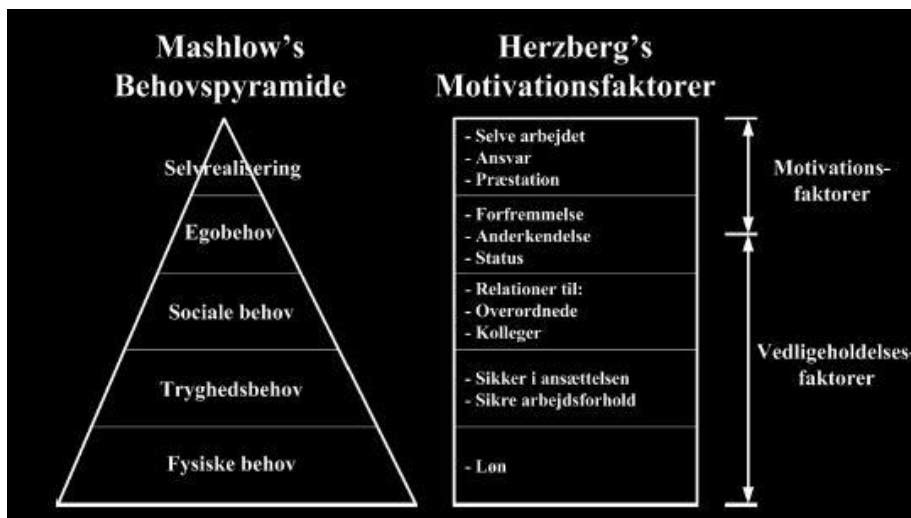 Mashlow's
Behovspyramide
Selvrealisering
Egobehov
Sociale behov
Tryghedsbehov
Fysiske behov
Herzberg's
Motivationsfaktorer
- Selve arbejdet
- Ansvar
- Præstation
- Forfremmelse
- Anderkendelse
- Status
- Relationer til:
- Overordnede
- Kolleger
- Sikker i ansættelsen
- Sikre arbejdsforhold
- Løn
Motivations-
faktorer
Vedligeholdelses-
faktorer